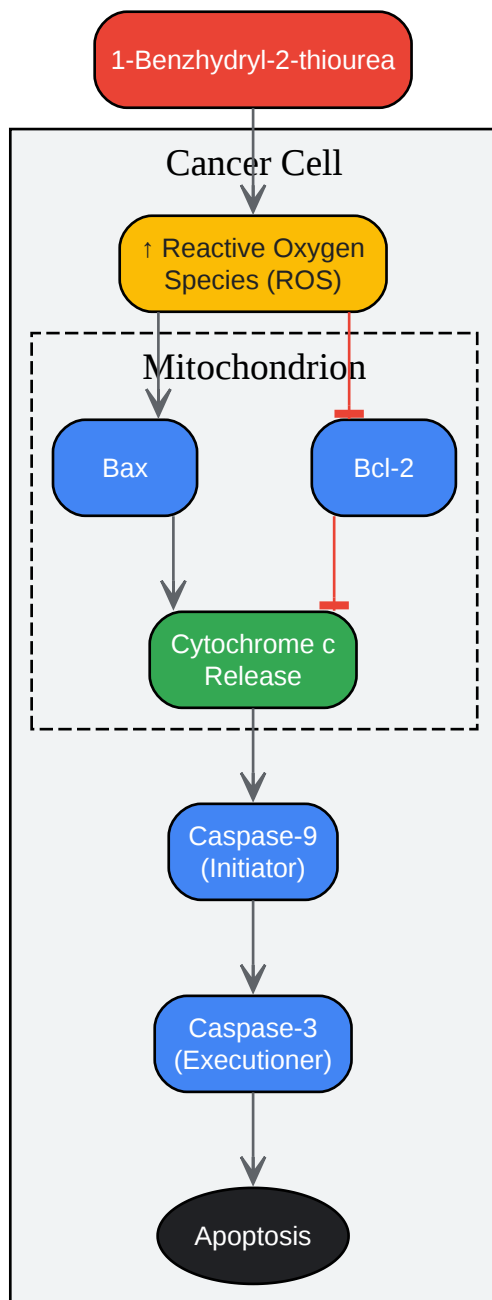 1-Benzhydryl-2-thiourea
Cancer Cell
↑ Reactive Oxygen
Species (ROS)
Mitochondrion
Bax
Bcl-2
Cytochrome c
Release
Caspase-9
(Initiator)
Caspase-3
(Executioner)
Apoptosis